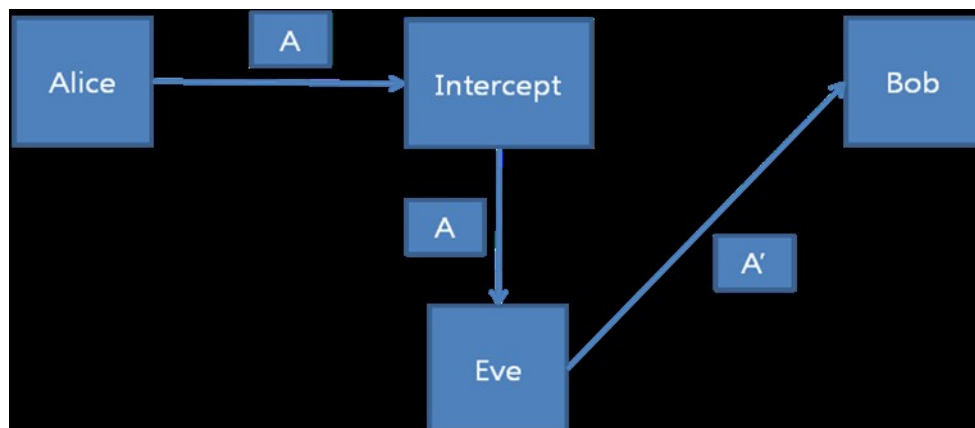 A
Alice
Intercept
Bob
A
A’
Eve